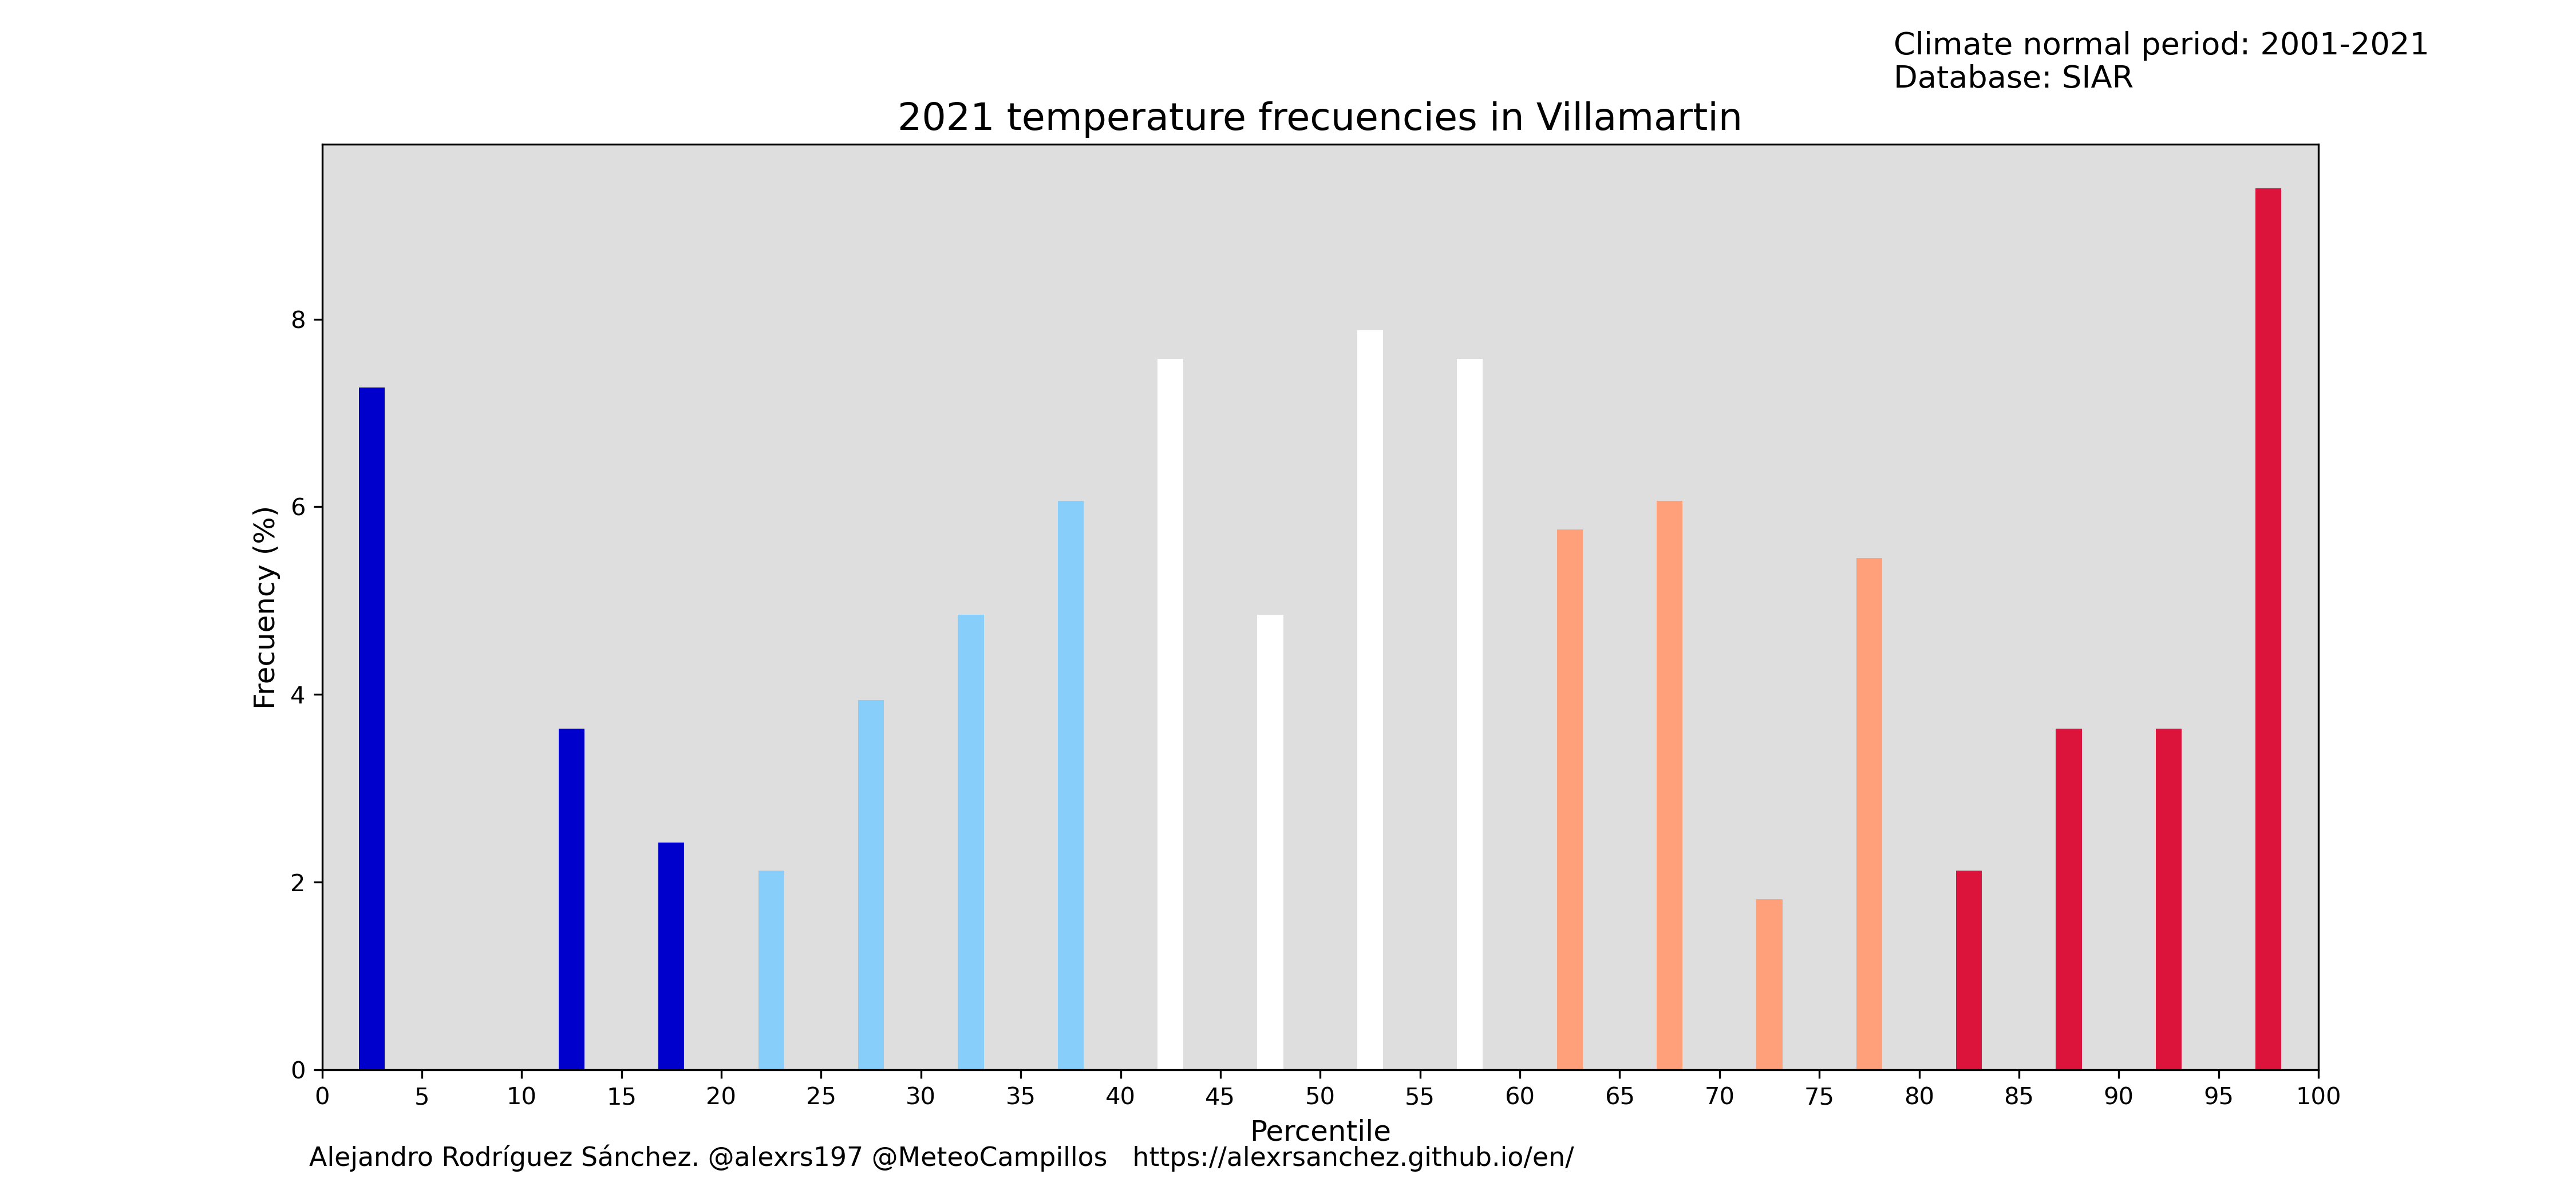 Climate normal period: 2001-2021
Database: SIAR
2021 temperature frecuencies in Villamartin
Frecuency (%)
8
6
4
2
0
0 5 10 15 20 25 30 35 40 45 50 55 60 65 70 75 80 85 90 95 100
Percentile
Alejandro Rodríguez Sánchez. @alexrs197 @MeteoCampillos https://alexrsanchez.github.io/en/